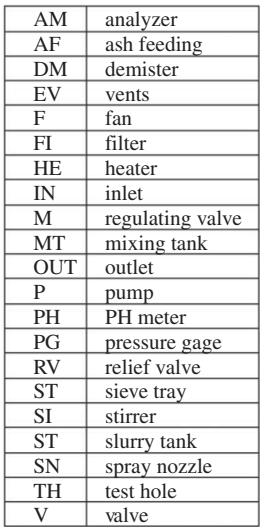 AM analyzer
AF ash feeding
DM demister
EV vents
F fan
FI filter
HE heater
IN inlet
M regulating valve
MT mixing tank
OUT outlet
P pump
PH PH meter
PG pressure gage
RV relief valve
ST sieve tray
SI stirrer
ST slurry tank
SN spray nozzle
TH test hole
V valve